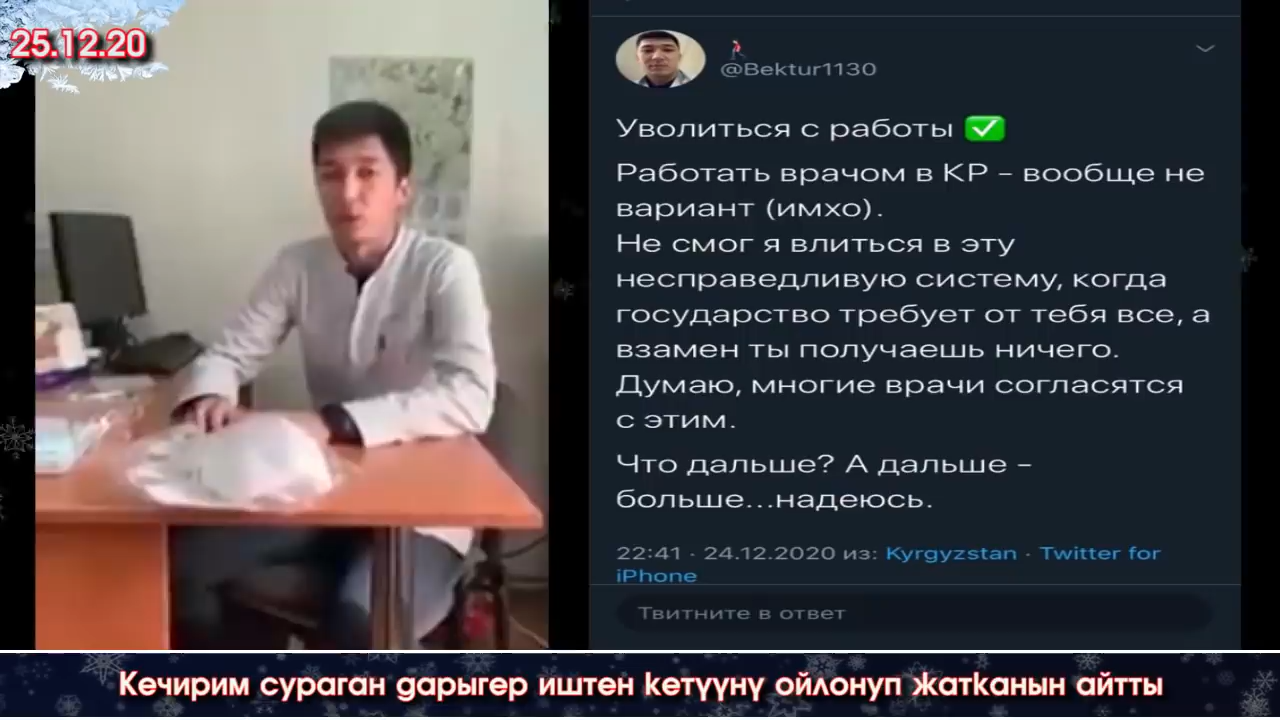 25.12.20
@Bektur1130
Уволиться с работы ✅
Работать врачом в КР – вообще не
вариант (имхо).
Не смог я влиться в эту
несправедливую систему, когда
государство требует от тебя все, а
взамен ты получаешь ничего.
Думаю, многие врачи согласятся
с этим.
Что дальше? А дальше –
больше...надеюсь.
22:41 · 24.12.2020 из: Kyrgyzstan · Twitter for
iPhone
Твитните в ответ
Кечирим сураган дарыгер иштен кетүүнү ойлонуп жатканын айтты